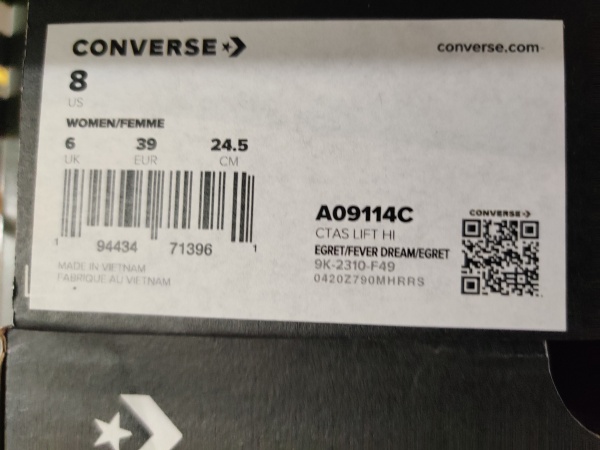 CONVERSE
converse.com
8
US
WOMEN/FEMME
6 39 24.5
UK EUR CM
1 94434 71396 1
MADE IN VIETNAM
FABRIQUÉ AU VIETNAM
A09114C
CTAS LIFT HI
EGRET/FEVER DREAM/EGRET
9K-2310-F49
0420Z790MHRRS
CONVERSE